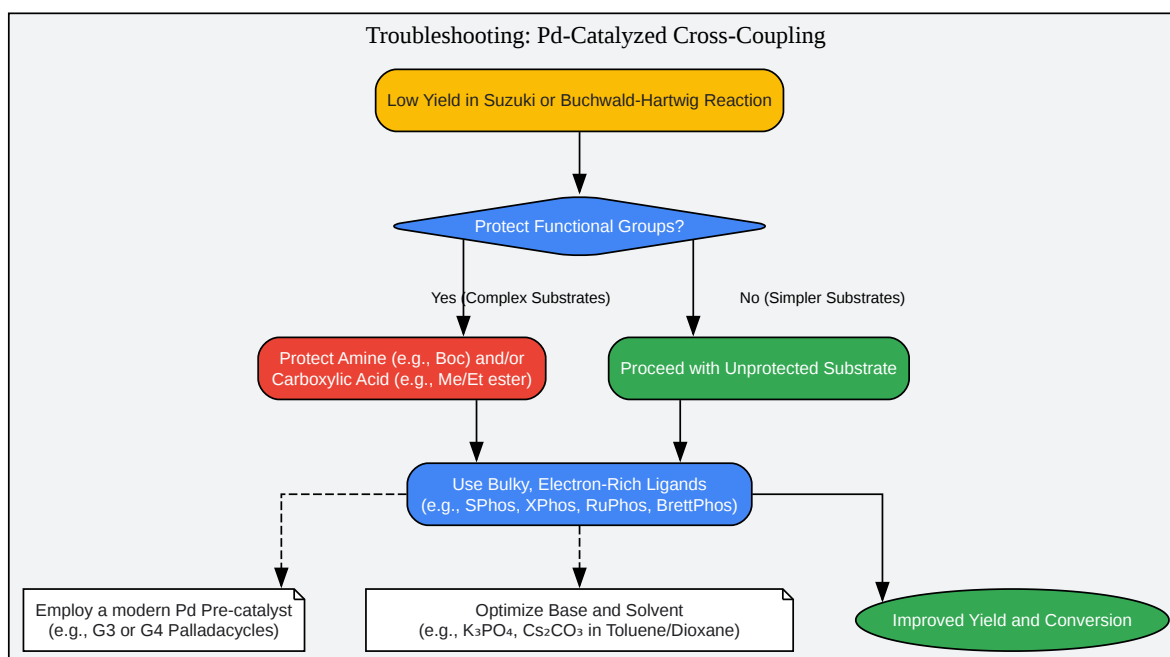 Troubleshooting: Pd-Catalyzed Cross-Coupling
Low Yield in Suzuki or Buchwald-Hartwig Reaction
Protect Functional Groups?
Yes (Complex Substrates)
No (Simpler Substrates)
Protect Amine (e.g., Boc) and/or
Carboxylic Acid (e.g., Me/Et ester)
Proceed with Unprotected Substrate
Use Bulky, Electron-Rich Ligands
(e.g., SPhos, XPhos, RuPhos, BrettPhos)
Employ a modern Pd Pre-catalyst
(e.g., G3 or G4 Palladacycles)
Optimize Base and Solvent
(e.g., K₃PO₄, Cs₂CO₃ in Toluene/Dioxane)
Improved Yield and Conversion